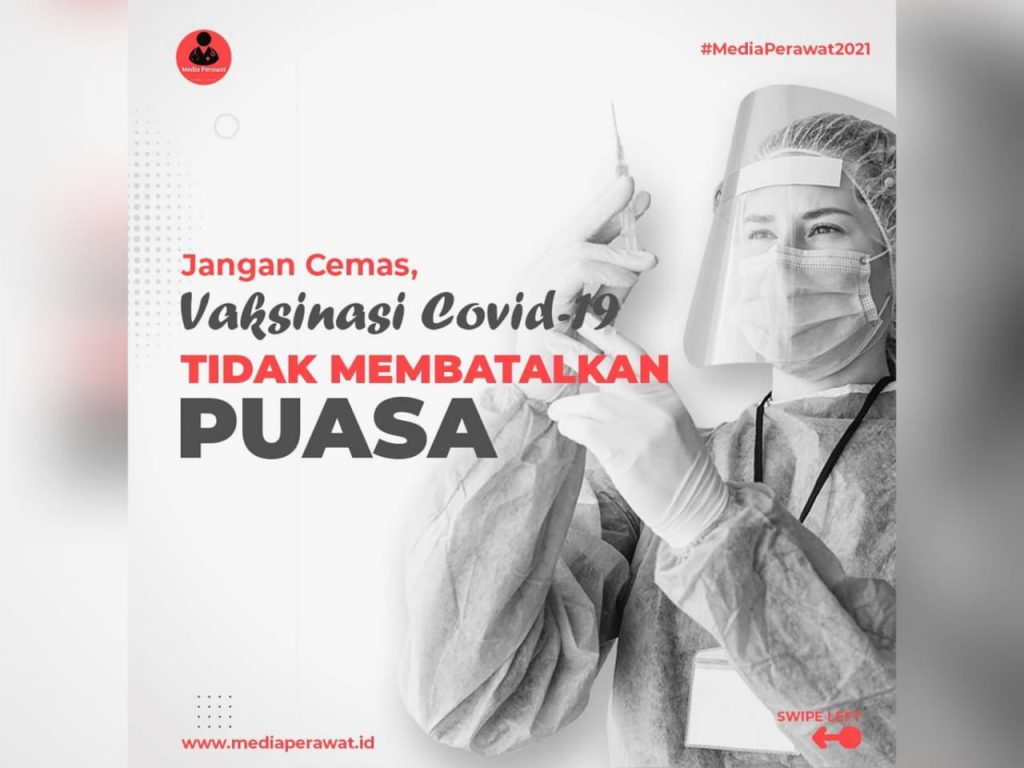 Media Perawat
#MediaPerawat2021
Jangan Cemas,
Vaksinasi Covid-19
TIDAK MEMBATALKAN
PUASA
SWIPE LEFT
www.mediaperawat.id